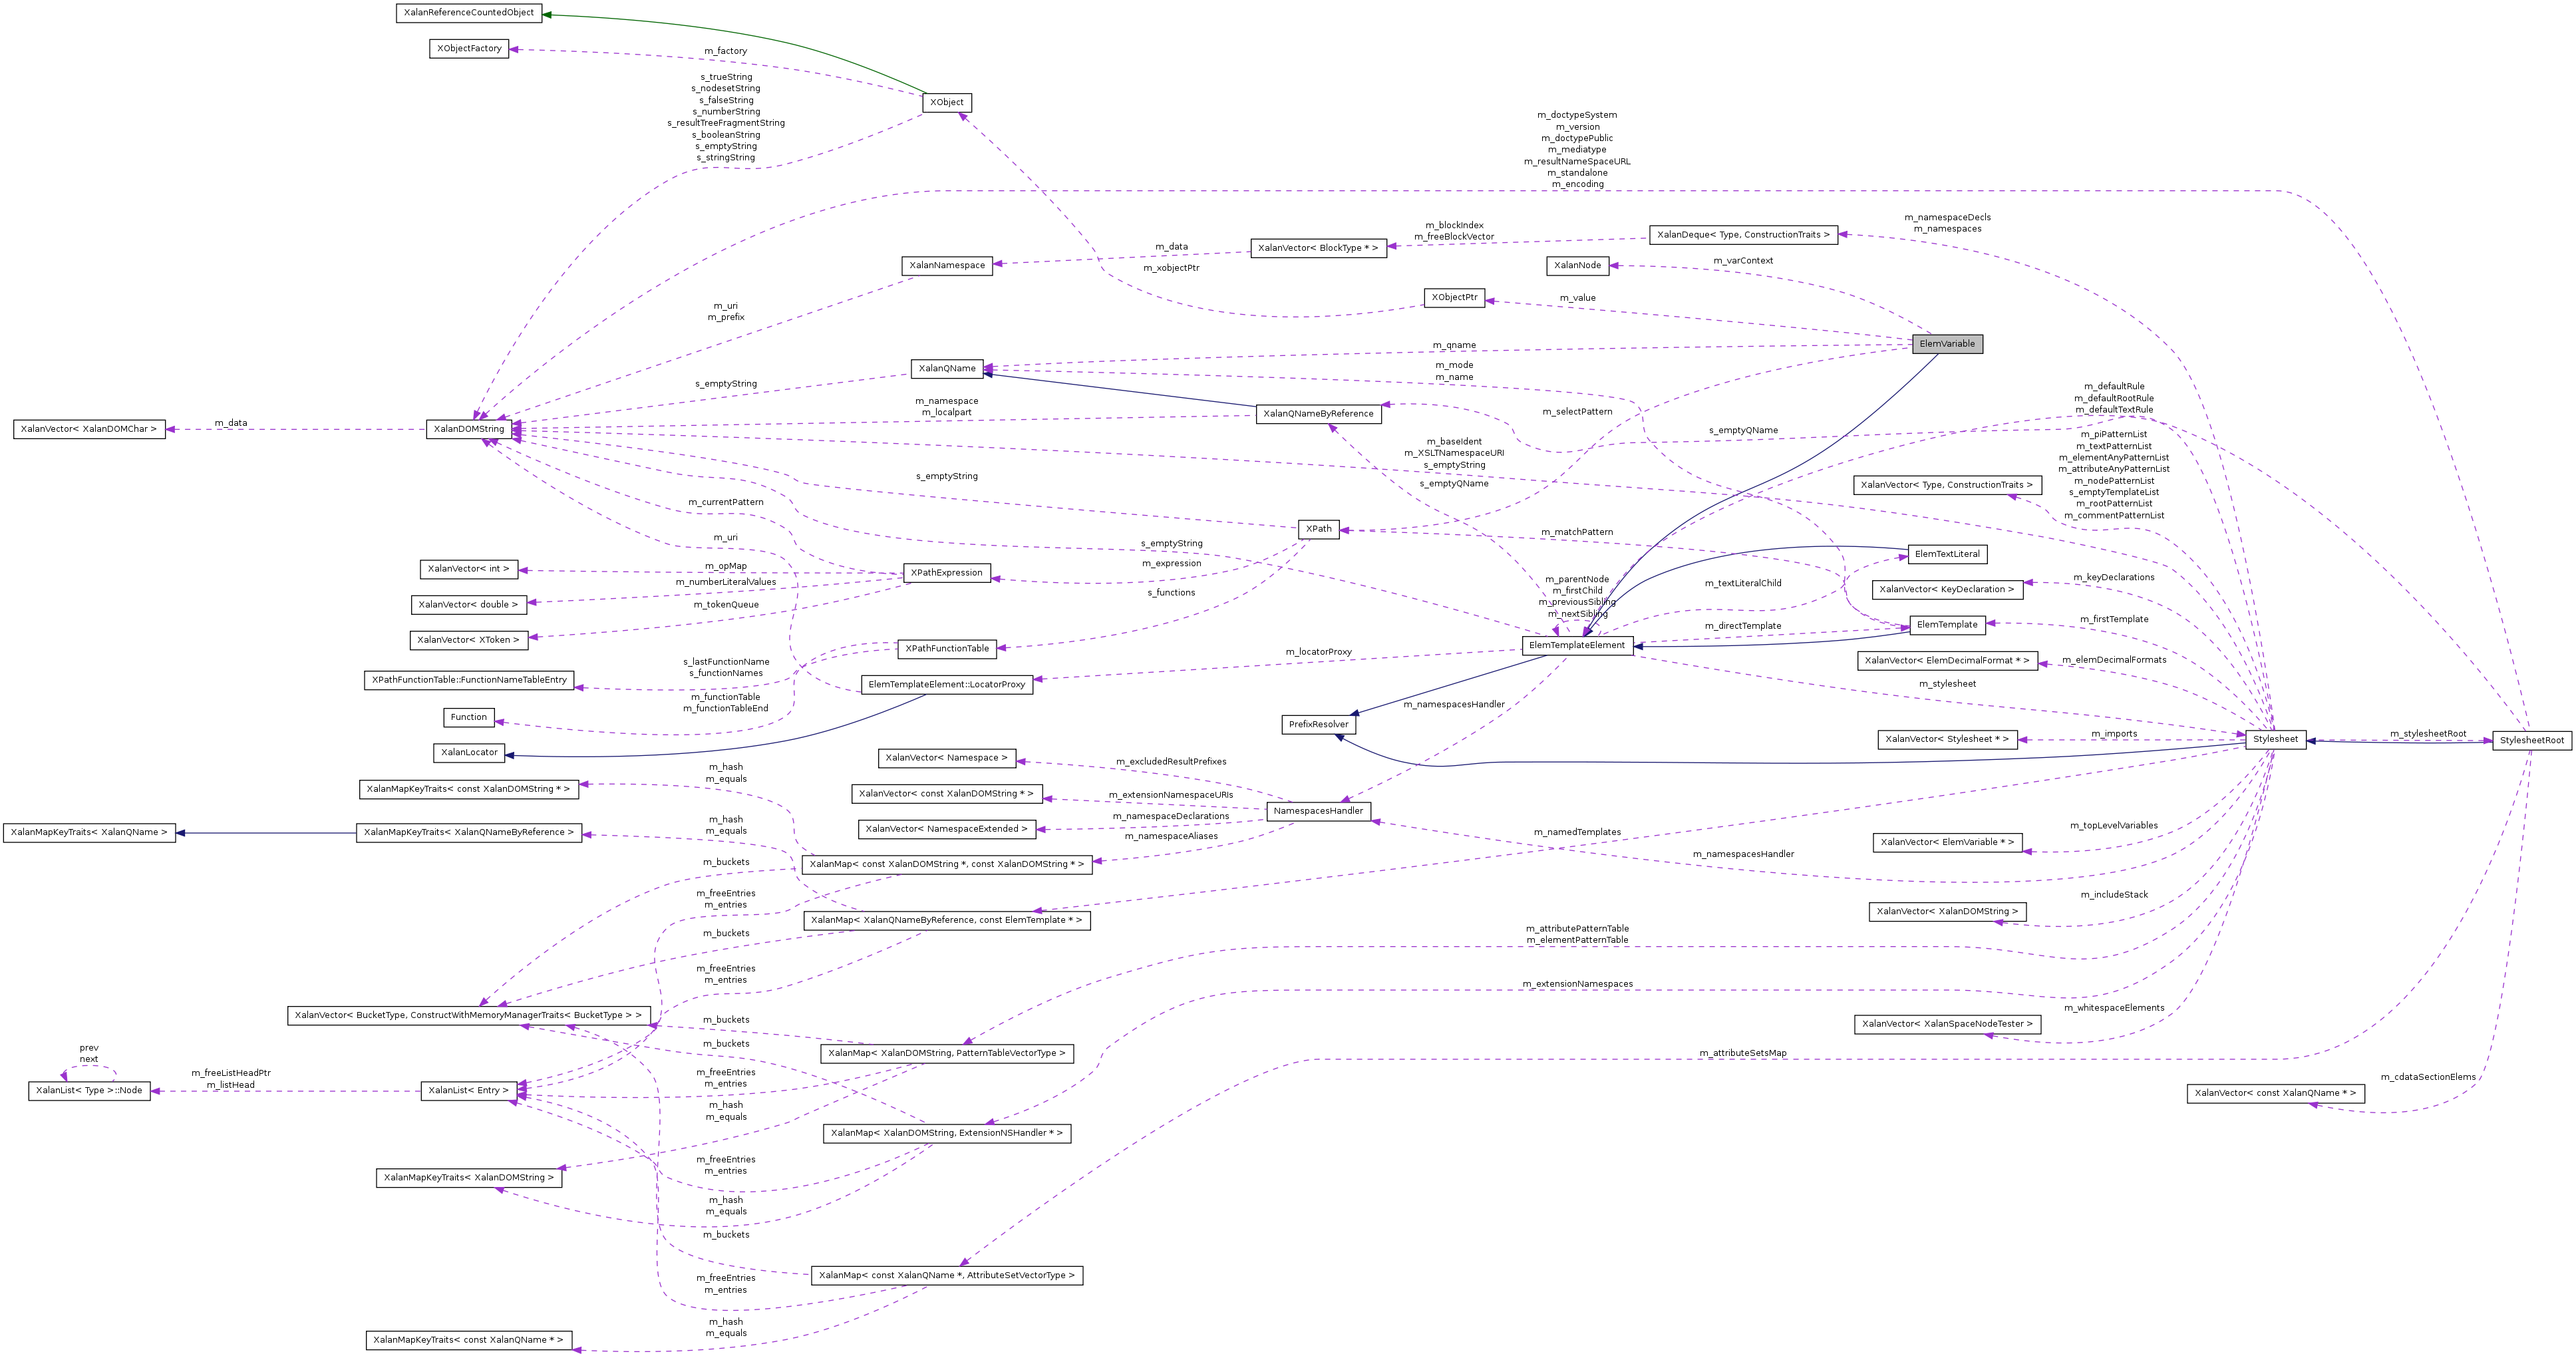 XalanReferenceCountedObject
XObjectFactory
m_factory
s_trueString
s_nodesetString
s_falseString
s_numberString
s_resultTreeFragmentString
s_booleanString
s_emptyString
s_stringString
XObject
m_doctypeSystem
m_version
m_doctypePublic
m_mediatype
m_resultNameSpaceURL
m_standalone
m_encoding
m_namespaceDecls
m_namespaces
XalanDeque< Type, ConstructionTraits >
m_blockIndex
m_freeBlockVector
XalanVector< BlockType * >
m_data
XalanNamespace
m_xobjectPtr
XalanNode
m_varContext
XObjectPtr
m_value
m_uri
m_prefix
ElemVariable
m_qname
XalanQName
m_mode
m_name
s_emptyString
m_defaultRule
m_defaultRootRule
m_defaultTextRule
XalanQNameByReference
m_namespace
m_localpart
m_selectPattern
XalanVector< XalanDOMChar >
m_data
XalanDOMString
s_emptyQName
m_piPatternList
m_textPatternList
m_elementAnyPatternList
m_attributeAnyPatternList
m_nodePatternList
s_emptyTemplateList
m_rootPatternList
m_commentPatternList
m_baseIdent
m_XSLTNamespaceURI
s_emptyString
s_emptyQName
s_emptyString
XalanVector< Type, ConstructionTraits >
m_currentPattern
XPath
m_matchPattern
m_uri
s_emptyString
m_expression
ElemTextLiteral
XalanVector< int >
m_opMap
XPathExpression
m_numberLiteralValues
XalanVector< double >
m_tokenQueue
XalanVector< XToken >
s_functions
m_parentNode
m_firstChild
m_previousSibling
m_nextSibling
m_textLiteralChild
m_keyDeclarations
XalanVector< KeyDeclaration >
m_directTemplate
ElemTemplate
m_firstTemplate
ElemTemplateElement
XPathFunctionTable
m_locatorProxy
s_lastFunctionName
s_functionNames
XPathFunctionTable::FunctionNameTableEntry
ElemTemplateElement::LocatorProxy
XalanVector< ElemDecimalFormat * >
m_elemDecimalFormats
m_stylesheet
m_functionTable
m_functionTableEnd
Function
m_namespacesHandler
PrefixResolver
XalanLocator
XalanVector< Stylesheet * >
m_imports
Stylesheet
m_stylesheetRoot
StylesheetRoot
XalanVector< Namespace >
m_excludedResultPrefixes
m_hash
m_equals
XalanMapKeyTraits< const XalanDOMString * >
XalanVector< const XalanDOMString * >
m_extensionNamespaceURIs
NamespacesHandler
m_namespaceDeclarations
XalanVector< NamespaceExtended >
m_namespaceAliases
m_hash
m_equals
XalanMapKeyTraits< XalanQName >
XalanMapKeyTraits< XalanQNameByReference >
m_namedTemplates
m_topLevelVariables
XalanVector< ElemVariable * >
m_namespacesHandler
m_buckets
XalanMap< const XalanDOMString *, const XalanDOMString * >
m_freeEntries
m_entries
m_includeStack
XalanVector< XalanDOMString >
XalanMap< XalanQNameByReference, const ElemTemplate * >
m_buckets
m_attributePatternTable
m_elementPatternTable
m_freeEntries
m_entries
m_extensionNamespaces
XalanVector< BucketType, ConstructWithMemoryManagerTraits< BucketType > >
m_buckets
m_whitespaceElements
XalanVector< XalanSpaceNodeTester >
m_buckets
XalanMap< XalanDOMString, PatternTableVectorType >
m_attributeSetsMap
prev
next
XalanList< Type >::Node
m_freeListHeadPtr
m_listHead
XalanList< Entry >
m_freeEntries
m_entries
m_cdataSectionElems
XalanVector< const XalanQName * >
m_hash
m_equals
XalanMap< XalanDOMString, ExtensionNSHandler * >
m_freeEntries
m_entries
XalanMapKeyTraits< XalanDOMString >
m_hash
m_equals
m_buckets
XalanMap< const XalanQName *, AttributeSetVectorType >
m_freeEntries
m_entries
m_hash
m_equals
XalanMapKeyTraits< const XalanQName * >